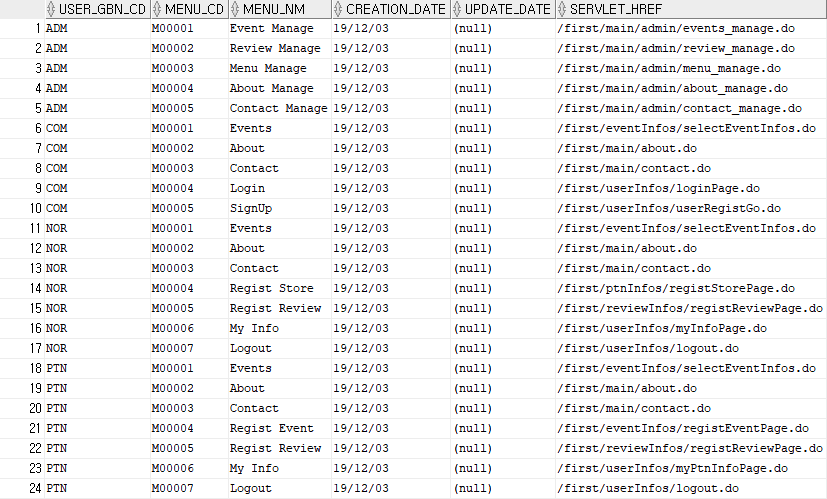 USER_GBN_CD MENU_CD MENU_NM CREATION_DATE UPDATE_DATE SERVLET_HREF
1 ADM M00001 Event Manage 19/12/03 (null) /first/main/admin/events_manage.do
2 ADM M00002 Review Manage 19/12/03 (null) /first/main/admin/review_manage.do
3 ADM M00003 Menu Manage 19/12/03 (null) /first/main/admin/menu_manage.do
4 ADM M00004 About Manage 19/12/03 (null) /first/main/admin/about_manage.do
5 ADM M00005 Contact Manage 19/12/03 (null) /first/main/admin/contact_manage.do
6 COM M00001 Events 19/12/03 (null) /first/eventInfos/selectEventInfos.do
7 COM M00002 About 19/12/03 (null) /first/main/about.do
8 COM M00003 Contact 19/12/03 (null) /first/main/contact.do
9 COM M00004 Login 19/12/03 (null) /first/userInfos/loginPage.do
10 COM M00005 SignUp 19/12/03 (null) /first/userInfos/userRegistGo.do
11 NOR M00001 Events 19/12/03 (null) /first/eventInfos/selectEventInfos.do
12 NOR M00002 About 19/12/03 (null) /first/main/about.do
13 NOR M00003 Contact 19/12/03 (null) /first/main/contact.do
14 NOR M00004 Regist Store 19/12/03 (null) /first/ptnInfos/registStorePage.do
15 NOR M00005 Regist Review 19/12/03 (null) /first/reviewInfos/registReviewPage.do
16 NOR M00006 My Info 19/12/03 (null) /first/userInfos/myInfoPage.do
17 NOR M00007 Logout 19/12/03 (null) /first/userInfos/logout.do
18 PTN M00001 Events 19/12/03 (null) /first/eventInfos/selectEventInfos.do
19 PTN M00002 About 19/12/03 (null) /first/main/about.do
20 PTN M00003 Contact 19/12/03 (null) /first/main/contact.do
21 PTN M00004 Regist Event 19/12/03 (null) /first/eventInfos/registEventPage.do
22 PTN M00005 Regist Review 19/12/03 (null) /first/reviewInfos/registReviewPage.do
23 PTN M00006 My Info 19/12/03 (null) /first/userInfos/myPtnInfoPage.do
24 PTN M00007 Logout 19/12/03 (null) /first/userInfos/logout.do